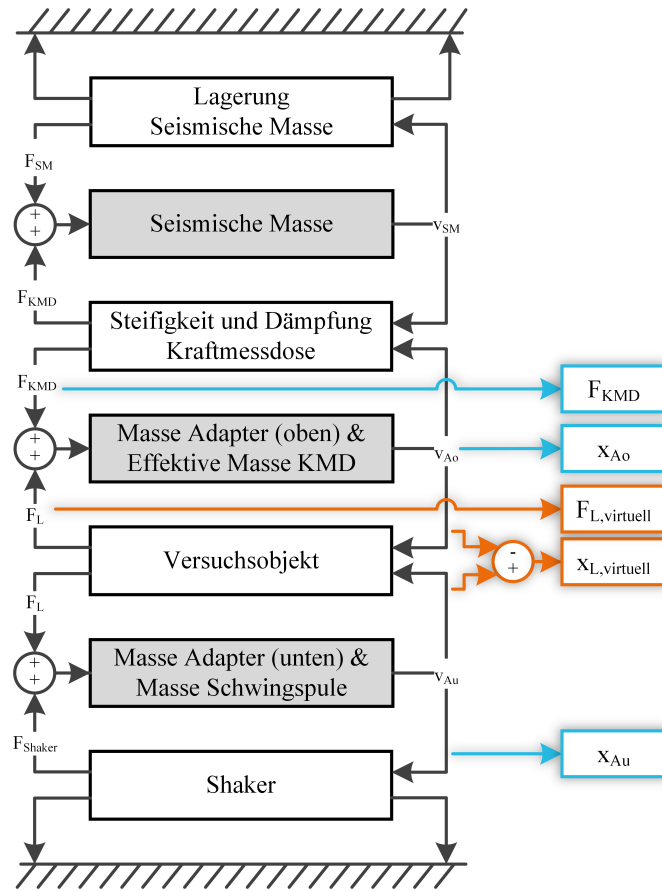 Lagerung
Seismische Masse
F_SM
+
+
Seismische Masse
v_SM
F_KMD
Steifigkeit und Dämpfung
Kraftmessdose
F_KMD
F_KMD
+
+
Masse Adapter (oben) &
Effektive Masse KMD
v_Ao
x_Ao
F_L
F_L,virtuell
Versuchsobjekt
-
+
x_L,virtuell
F_L
+
+
Masse Adapter (unten) &
Masse Schwingspule
v_Au
F_Shaker
Shaker
x_Au